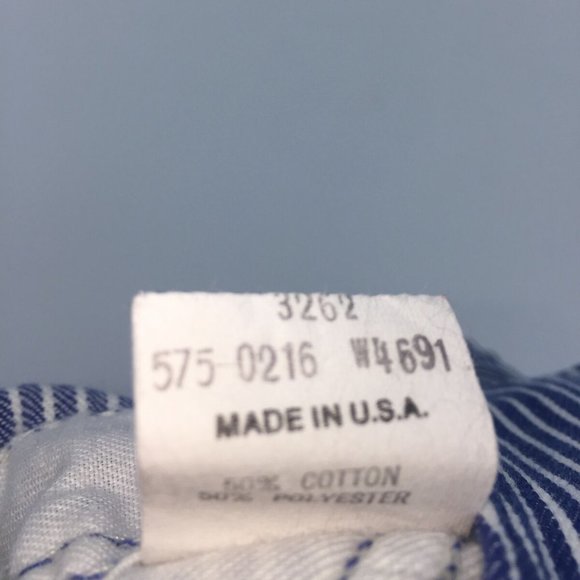 3262
575-0216 W4691
MADE IN U.S.A.
50% COTTON
50% POLYESTER